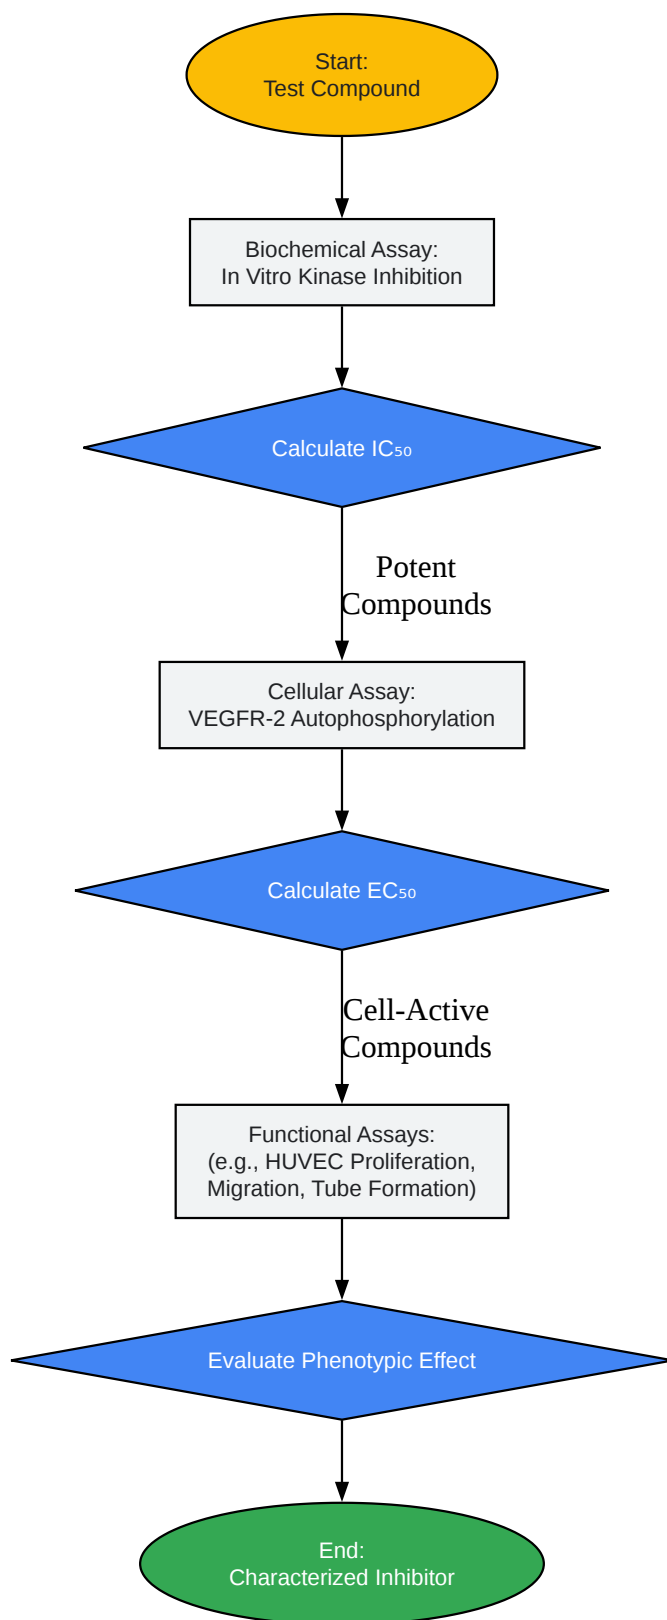 Start:
Test Compound
Biochemical Assay:
In Vitro Kinase Inhibition
Calculate IC₅₀
Potent
Compounds
Cellular Assay:
VEGFR-2 Autophosphorylation
Calculate EC₅₀
Cell-Active
Compounds
Functional Assays:
(e.g., HUVEC Proliferation,
Migration, Tube Formation)
Evaluate Phenotypic Effect
End:
Characterized Inhibitor